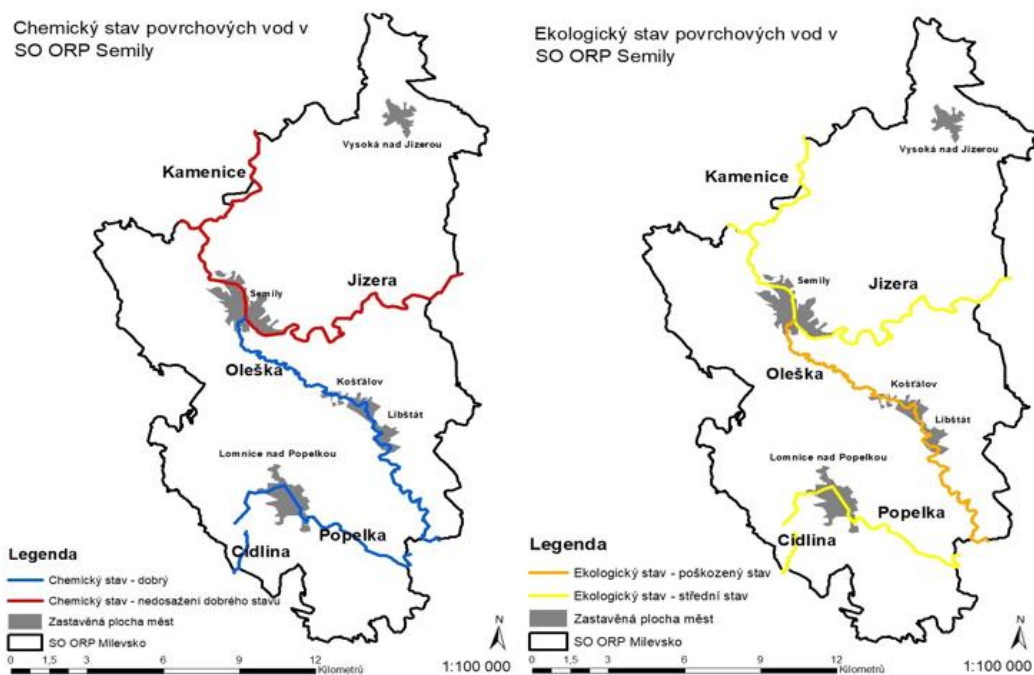 Chemický stav povrchových vod v
SO ORP Semily
Vysoká nad Jizerou
Kamenice
Jizera
Semily
Oleška
Košťálov
Libštát
Lomnice nad Popelkou
Popelka
Cidlina
Legenda
Chemický stav - dobrý
Chemický stav - nedosažení dobrého stavu
Zastavěná plocha měst
SO ORP Milevsko
N
0 1,5 3 6 9 12
Kilometrů
1:100 000
Ekologický stav povrchových vod v
SO ORP Semily
Vysoká nad Jizerou
Kamenice
Jizera
Semily
Oleška
Košťálov
Libštát
Lomnice nad Popelkou
Popelka
Cidlina
Legenda
Ekologický stav - poškozený stav
Ekologický stav - střední stav
Zastavěná plocha měst
SO ORP Milevsko
N
0 1,5 3 6 9 12
Kilometrů
1:100 000